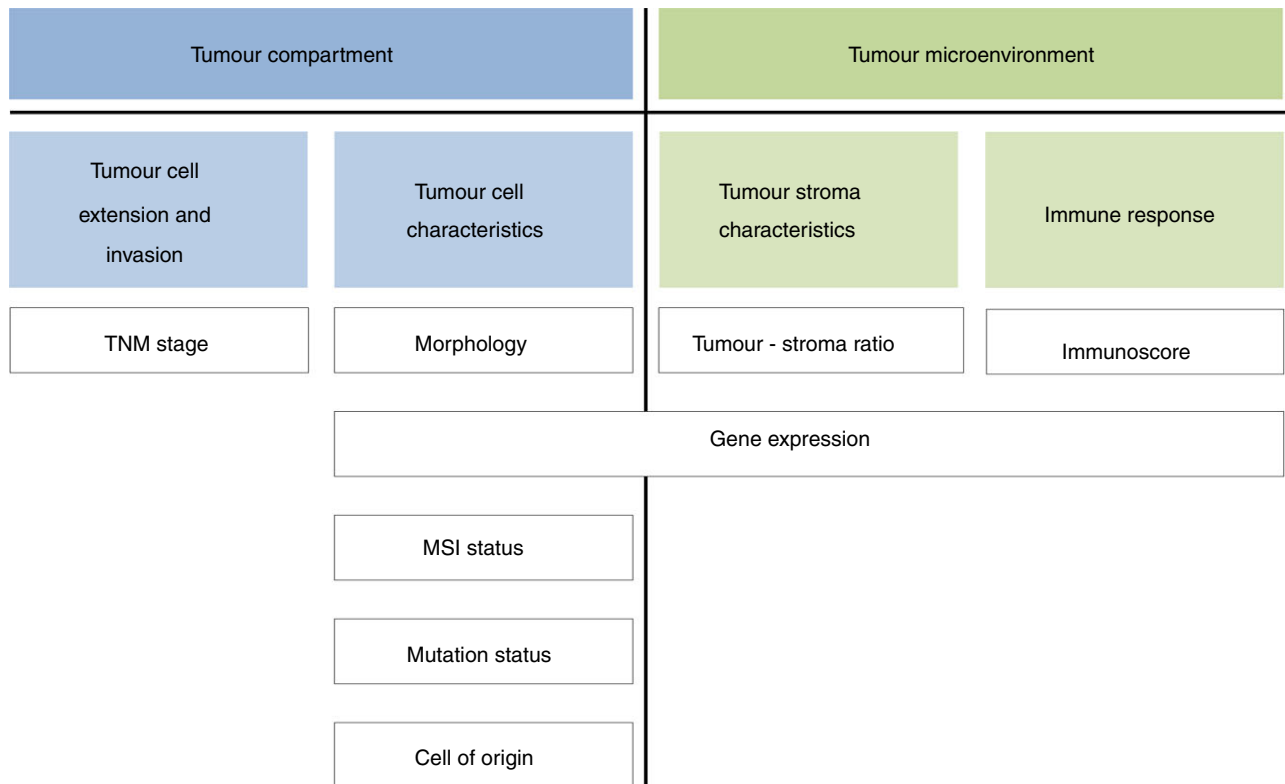 Tumour compartment
Tumour microenvironment
Tumour cell
extension and
invasion
Tumour cell
characteristics
Tumour stroma
characteristics
Immune response
TNM stage
Morphology
Tumour - stroma ratio
Immunoscore
Gene expression
MSI status
Mutation status
Cell of origin